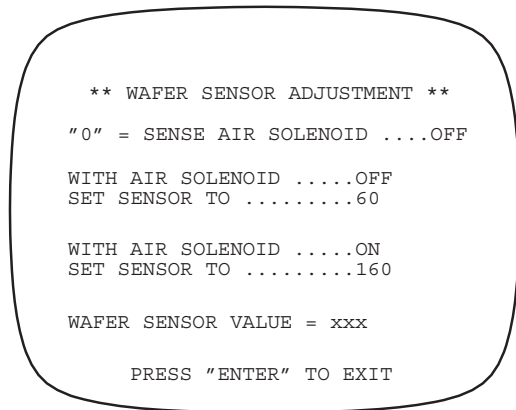 ** WAFER SENSOR ADJUSTMENT **
"0" = SENSE AIR SOLENOID ....OFF
WITH AIR SOLENOID .....OFF
SET SENSOR TO .........60
WITH AIR SOLENOID .....ON
SET SENSOR TO .........160
WAFER SENSOR VALUE = xxx
PRESS "ENTER" TO EXIT